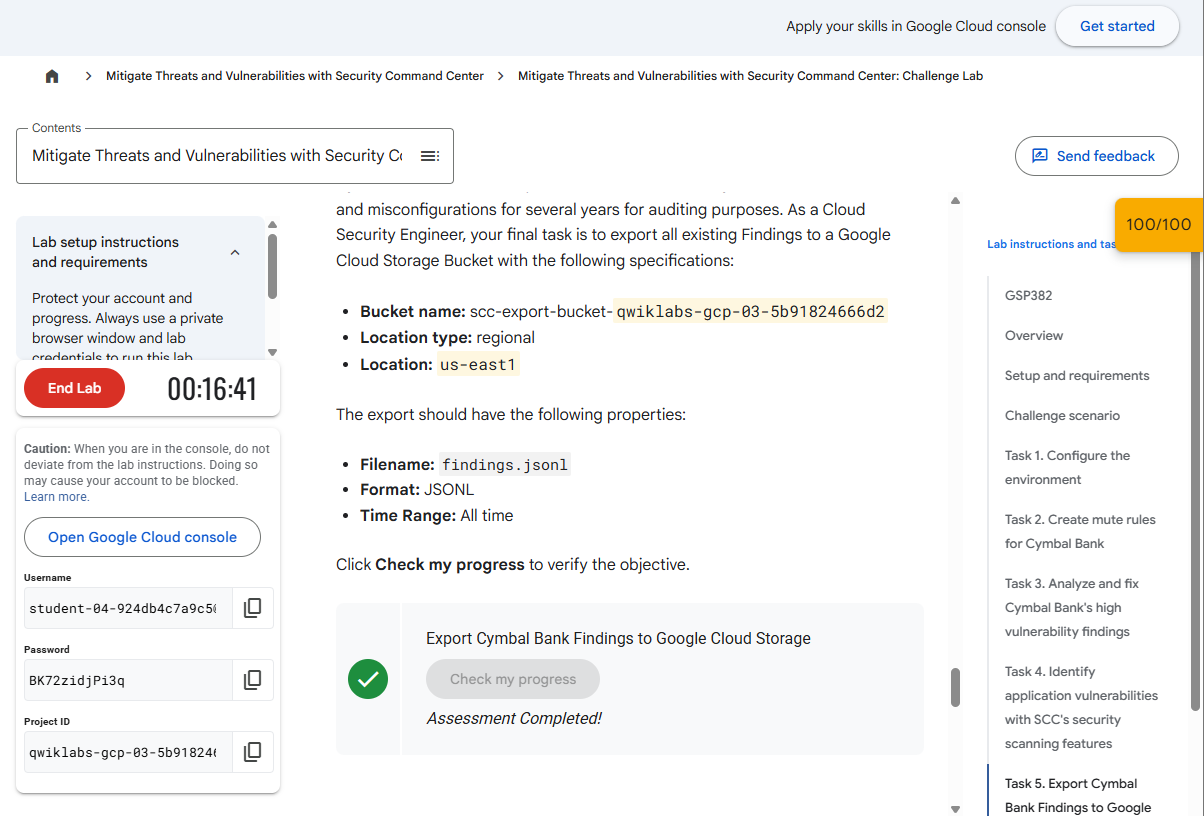 Apply your skills in Google Cloud console
Get started
Mitigate Threats and Vulnerabilities with Security Command Center
Mitigate Threats and Vulnerabilities with Security Command Center: Challenge Lab
Contents
Mitigate Threats and Vulnerabilities with Security
Send feedback
Lab setup instructions
and requirements
Protect your account and
progress. Always use a private
browser window and lab
credentials to run this lab
End Lab
00:16:41
Caution: When you are in the console, do not
deviate from the lab instructions. Doing so
may cause your account to be blocked.
Learn more.
Open Google Cloud console
Username
student-04-924db4c7a9c5
Password
BK72zidjPi3q
Project ID
qwiklabs-gcp-03-5b91824
and misconfigurations for several years for auditing purposes. As a Cloud
Security Engineer, your final task is to export all existing Findings to a Google
Cloud Storage Bucket with the following specifications:
• Bucket name: scc-export-bucket-qwiklabs-gcp-03-5b91824666d2
• Location type: regional
• Location: us-east1
The export should have the following properties:
• Filename: findings.jsonl
• Format: JSONL
• Time Range: All time
Click Check my progress to verify the objective.
Export Cymbal Bank Findings to Google Cloud Storage
Check my progress
Assessment Completed!
100/100
Lab instructions and
GSP382
Overview
Setup and requirements
Challenge scenario
Task 1. Configure the
environment
Task 2. Create mute rules
for Cymbal Bank
Task 3. Analyze and fix
Cymbal Bank's high
vulnerability findings
Task 4. Identify
application vulnerabilities
with SCC's security
scanning features
Task 5. Export Cymbal
Bank Findings to Google